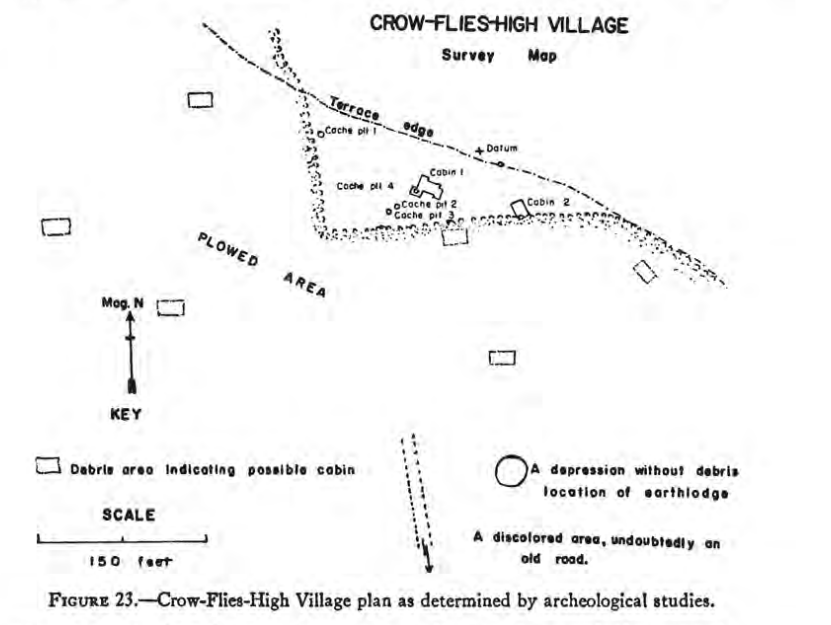 CROW-FLIES-HIGH VILLAGE
Survey Map
Terrace edge
Cache pit 1
Datum
Cabin 1
Cache pit 4
Cache pit 2
Cabin 2
Cache pit 3
PLOWED AREA
Mag. N
KEY
Debris area indicating possible cabin
A depression without debris
location of earthlodge
SCALE
A discolored area, undoubtedly an
old road.
150 feet
FIGURE 23.—Crow-Flies-High Village plan as determined by archeological studies.